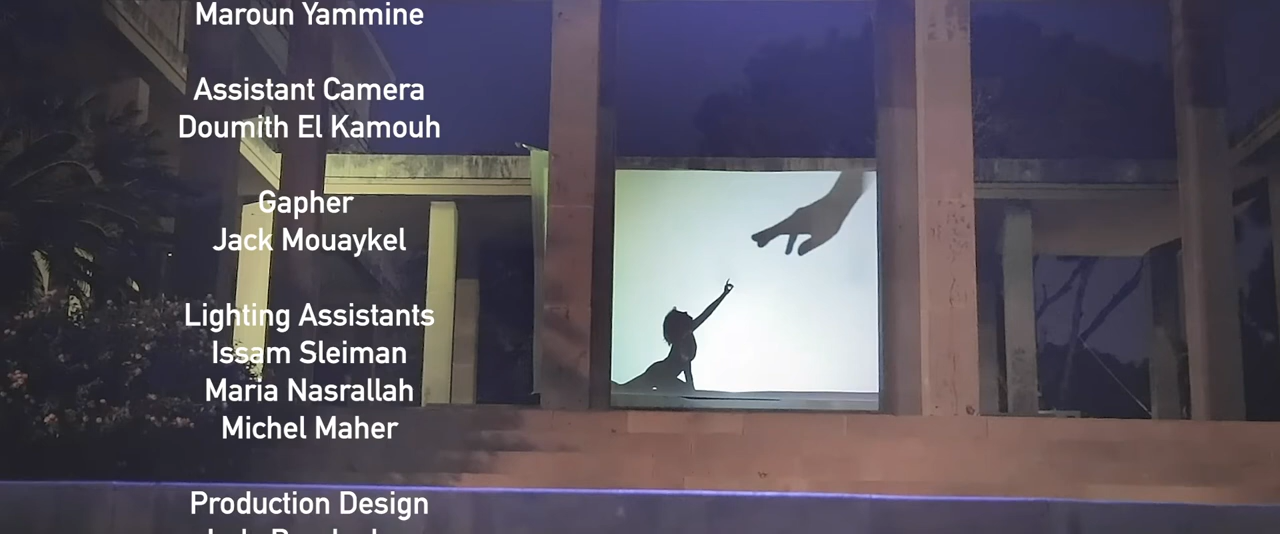 Maroun Yammine
Assistant Camera
Doumith El Kamouh
Gapher
Jack Mouaykel
Lighting Assistants
Issam Sleiman
Maria Nasrallah
Michel Maher
Production Design